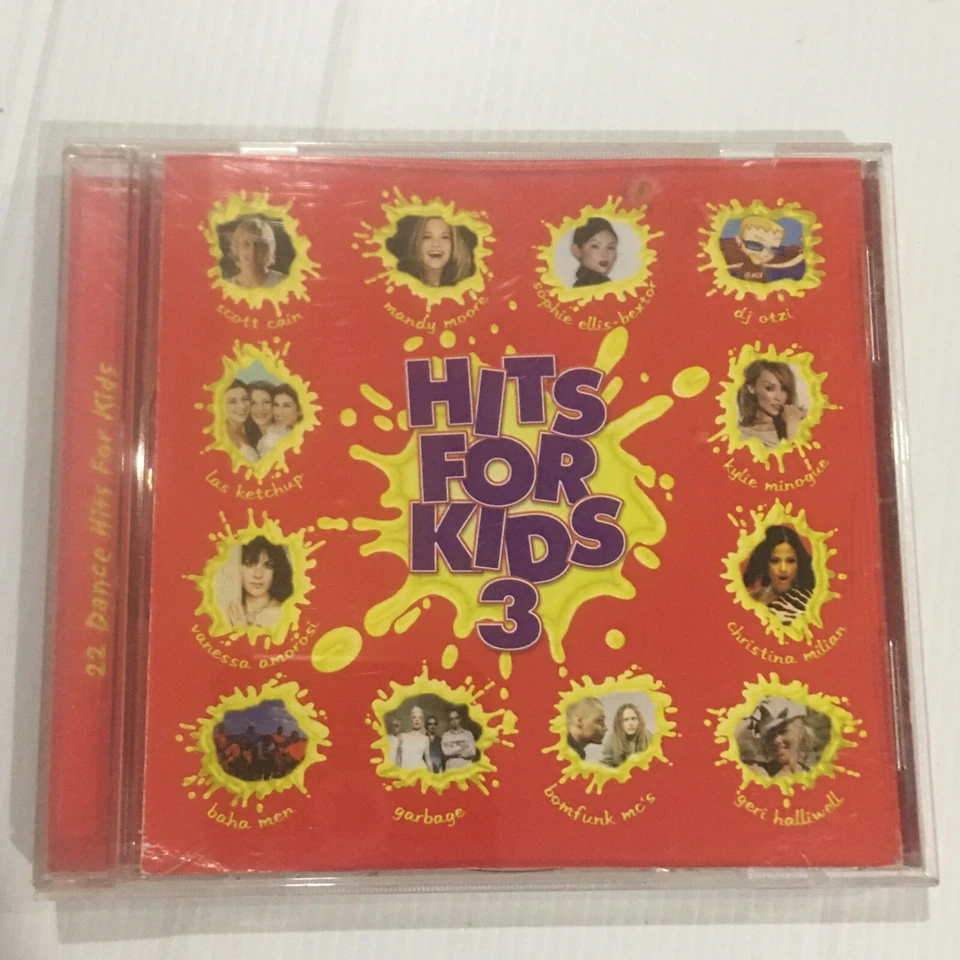 22 Dance Hits For Kids
scott cain
mandy moore
sophie ellis-bextor
dj otzi
HITS
FOR
KIDS
3
las ketchup
kylie minogue
vanessa amorosi
christina milian
baha men
garbage
bomfunk mc's
geri halliwell